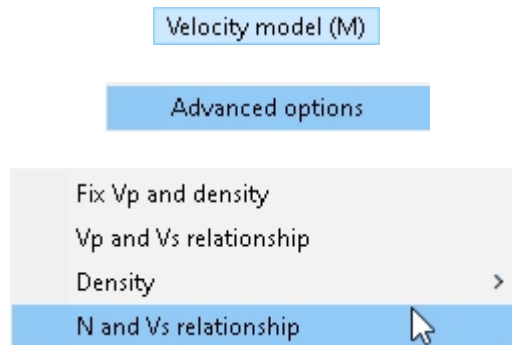 Velocity model (M)
Advanced options
Fix Vp and density
Vp and Vs relationship
Density
N and Vs relationship